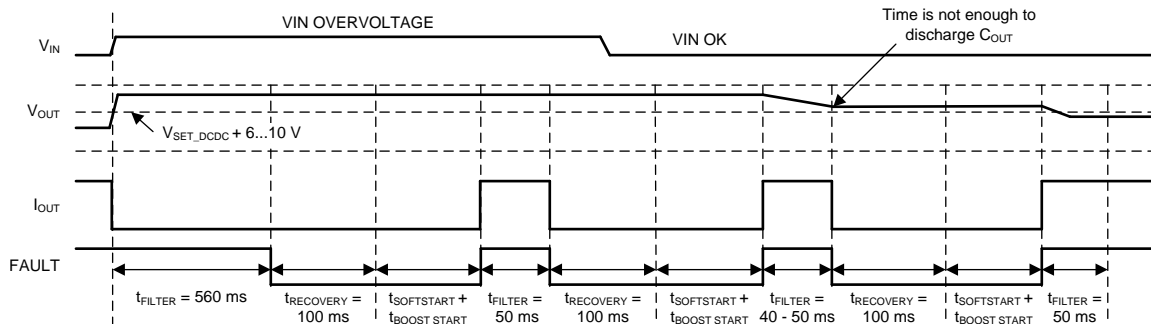 VIN OVERVOLTAGE
VIN OK
Time is not enough to
discharge COUT
VIN
VOUT
VSET_DCDC + 6...10 V
IOUT
FAULT
tFILTER = 560 ms
tRECOVERY =
100 ms
tSOFTSTART +
tBOOST START
tFILTER =
50 ms
tRECOVERY =
100 ms
tSOFTSTART +
tBOOST START
tFILTER =
40 - 50 ms
tRECOVERY =
100 ms
tSOFTSTART +
tBOOST START
tFILTER =
50 ms